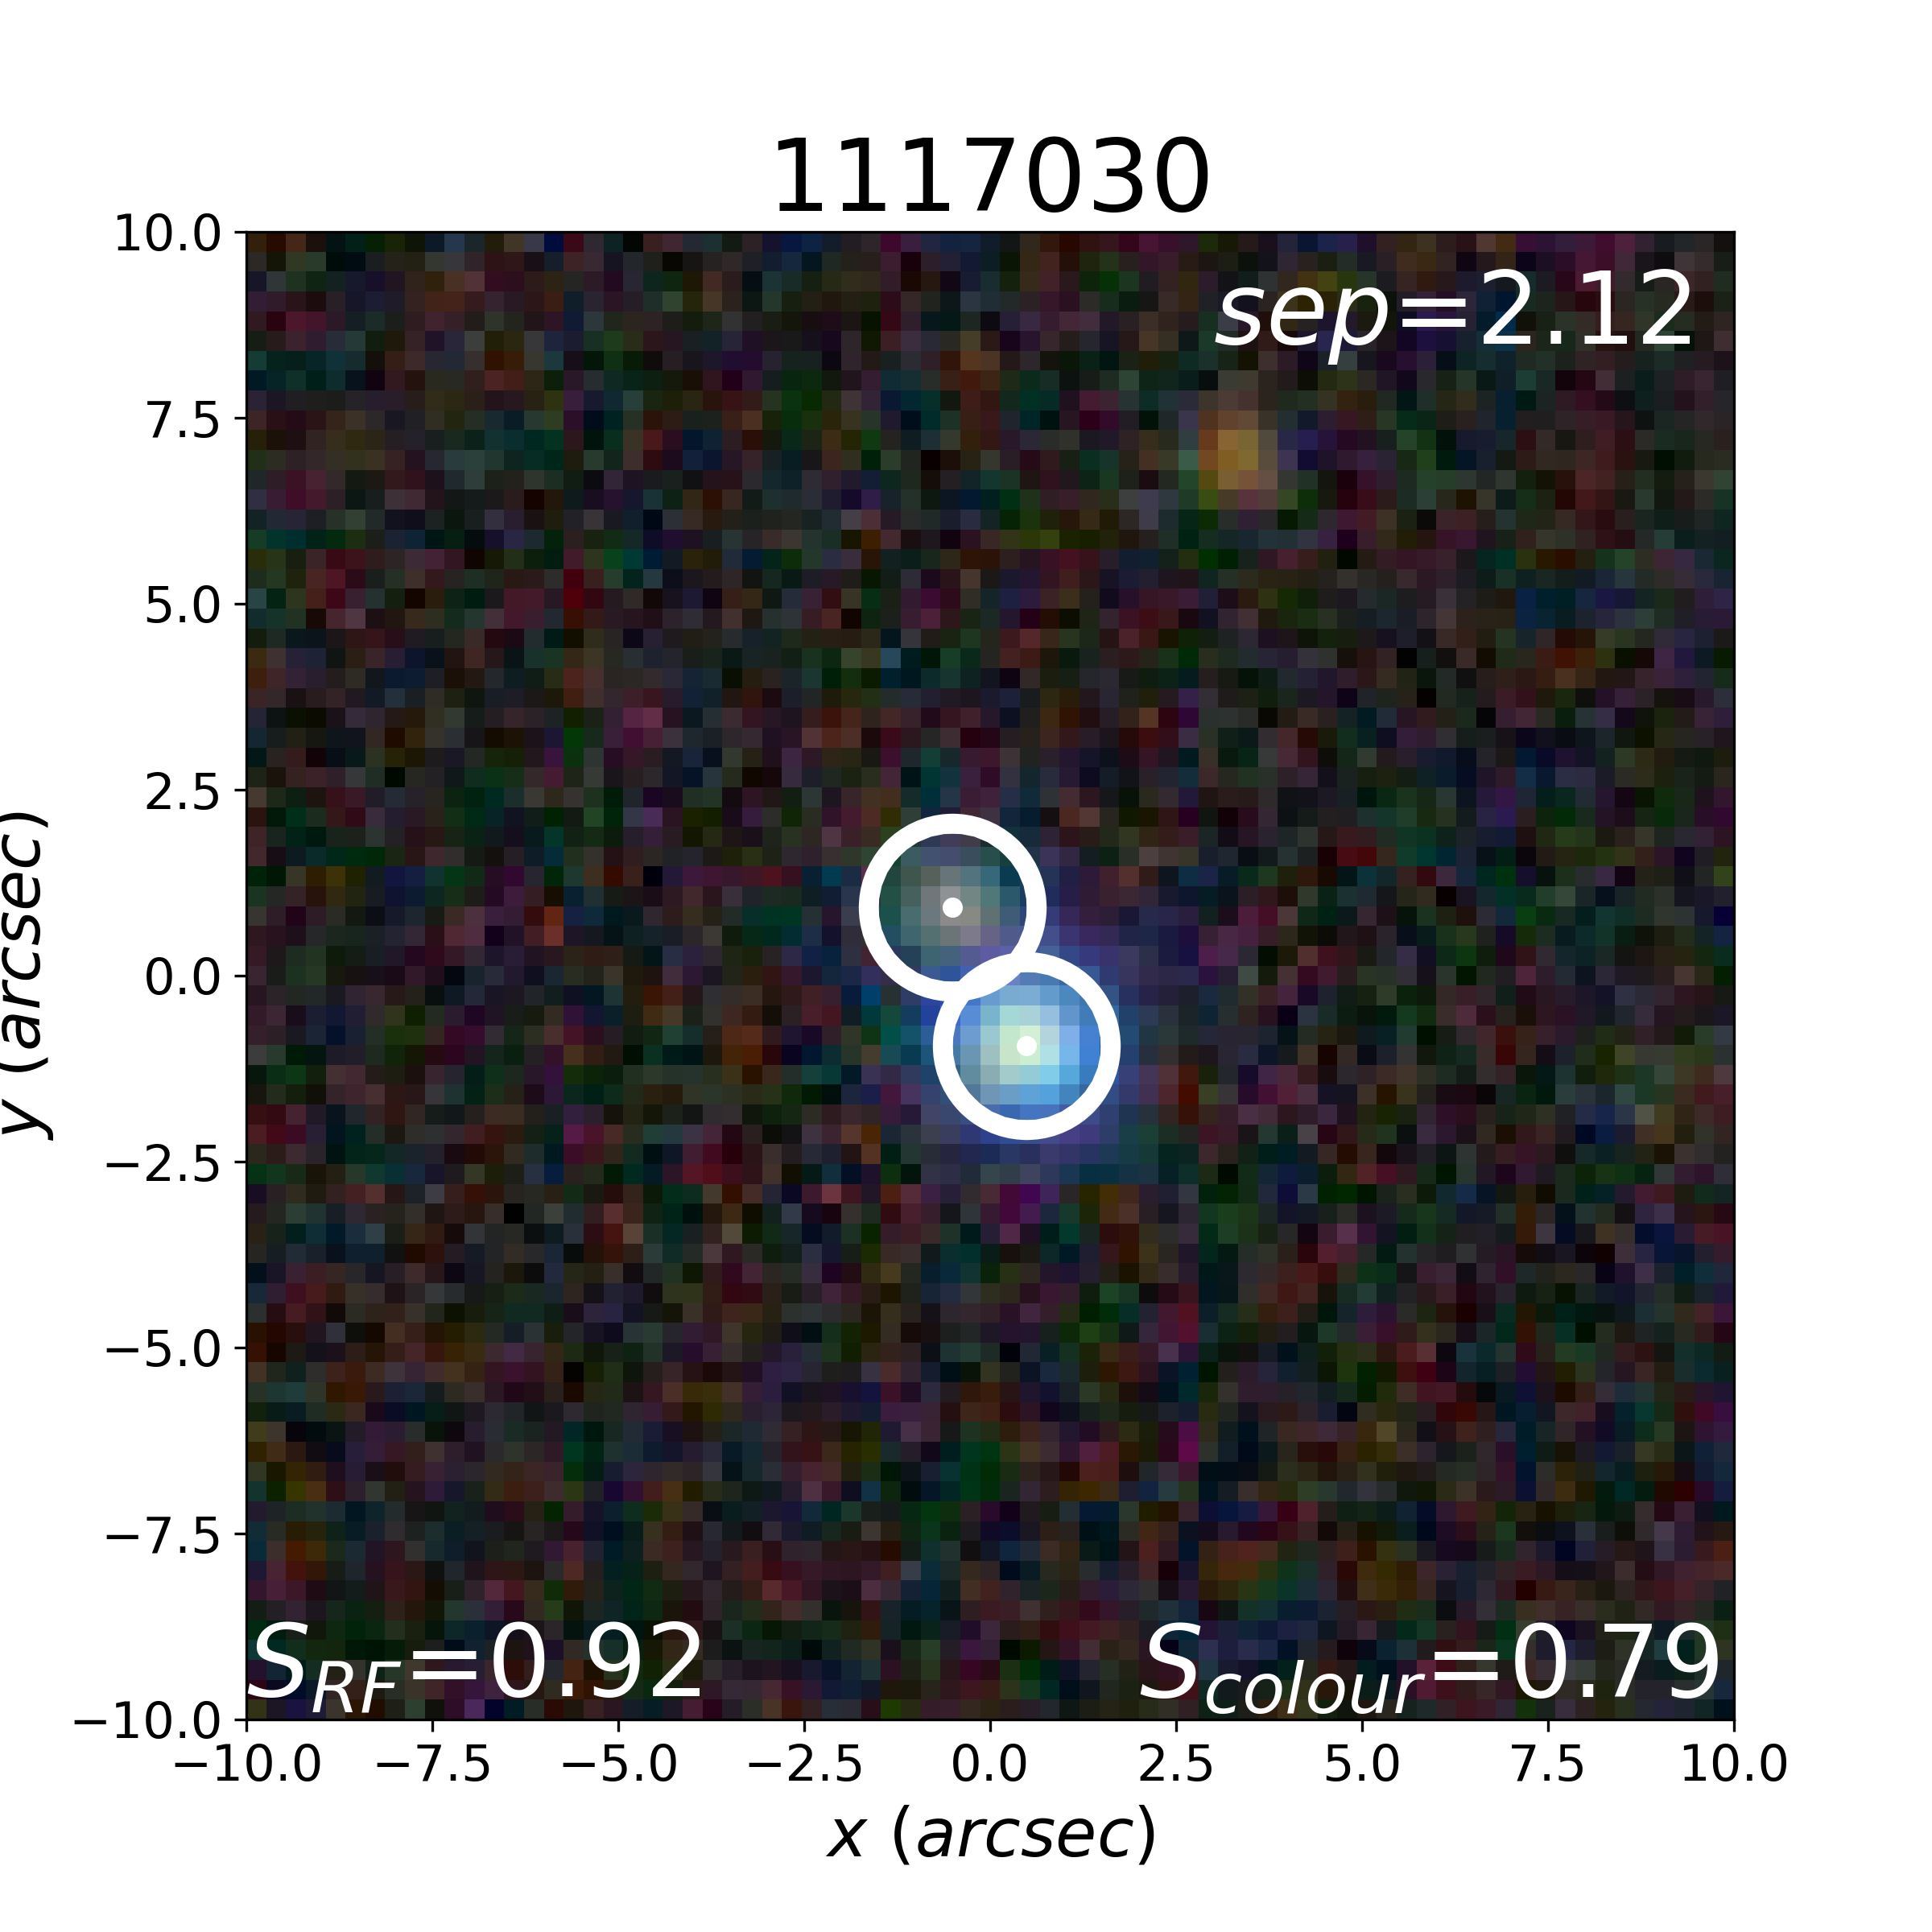 1117030
sep=2.12
10.0
7.5
5.0
2.5
0.0
−2.5
−5.0
−7.5
−10.0
y (arcsec)
S_RF=0.92
S_colour=0.79
−10.0 −7.5 −5.0 −2.5 0.0 2.5 5.0 7.5 10.0
x (arcsec)